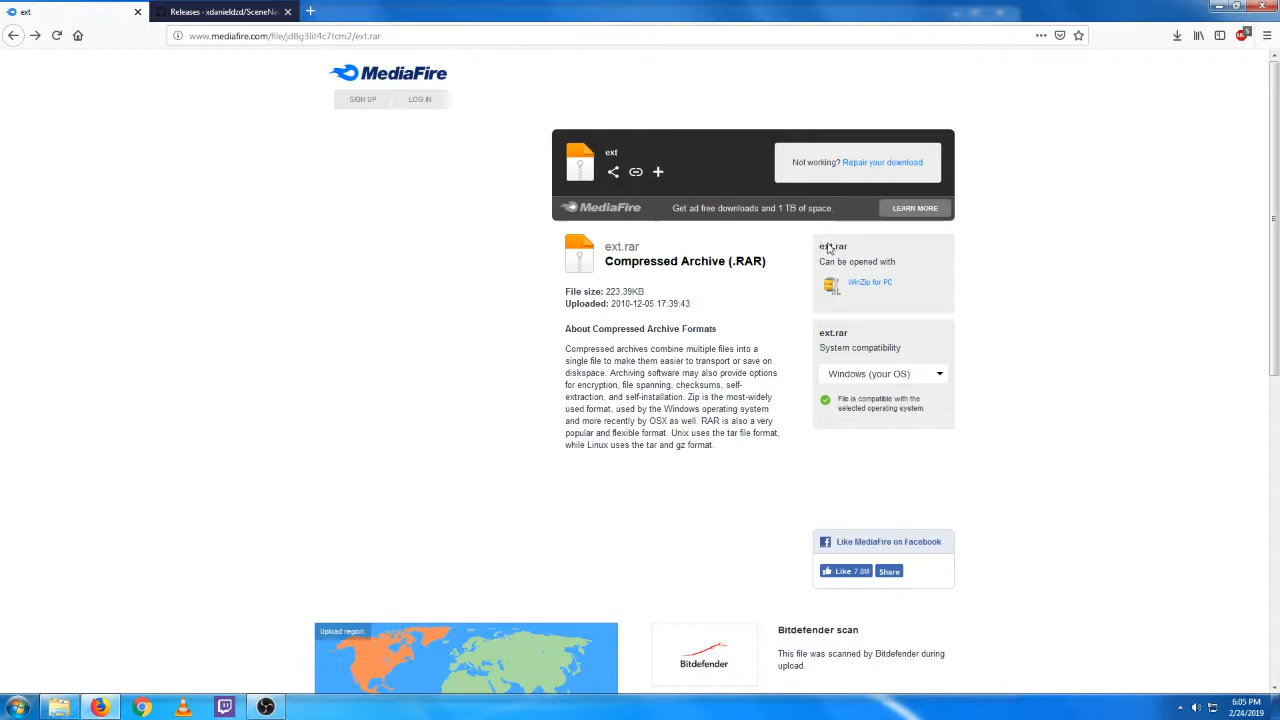 ext
Releases - xdanieldzd/SceneNa
www.mediafire.com/file/jd8g3lit4c7tcm2/ext.rar
MediaFire
SIGN UP
LOG IN
ext
Not working? Repair your download
MediaFire
Get ad free downloads and 1 TB of space.
LEARN MORE
ext.rar
Compressed Archive (.RAR)
File size: 223.39KB
Uploaded: 2010-12-05 17:39:43
About Compressed Archive Formats
Compressed archives combine multiple files into a
single file to make them easier to transport or save on
diskspace. Archiving software may also provide options
for encryption, file spanning, checksums, self-
extraction, and self-installation. Zip is the most-widely
used format, used by the Windows operating system
and more recently by OSX as well. RAR is also a very
popular and flexible format. Unix uses the tar file format,
while Linux uses the tar and gz format.
ext.rar
Can be opened with
WinZip for PC
ext.rar
System compatibility
Windows (your OS)
File is compatible with the
selected operating system.
Like MediaFire on Facebook
Like 7.8M
Share
Upload region:
Bitdefender
Bitdefender scan
This file was scanned by Bitdefender during
upload.
6:05 PM
2/24/2019